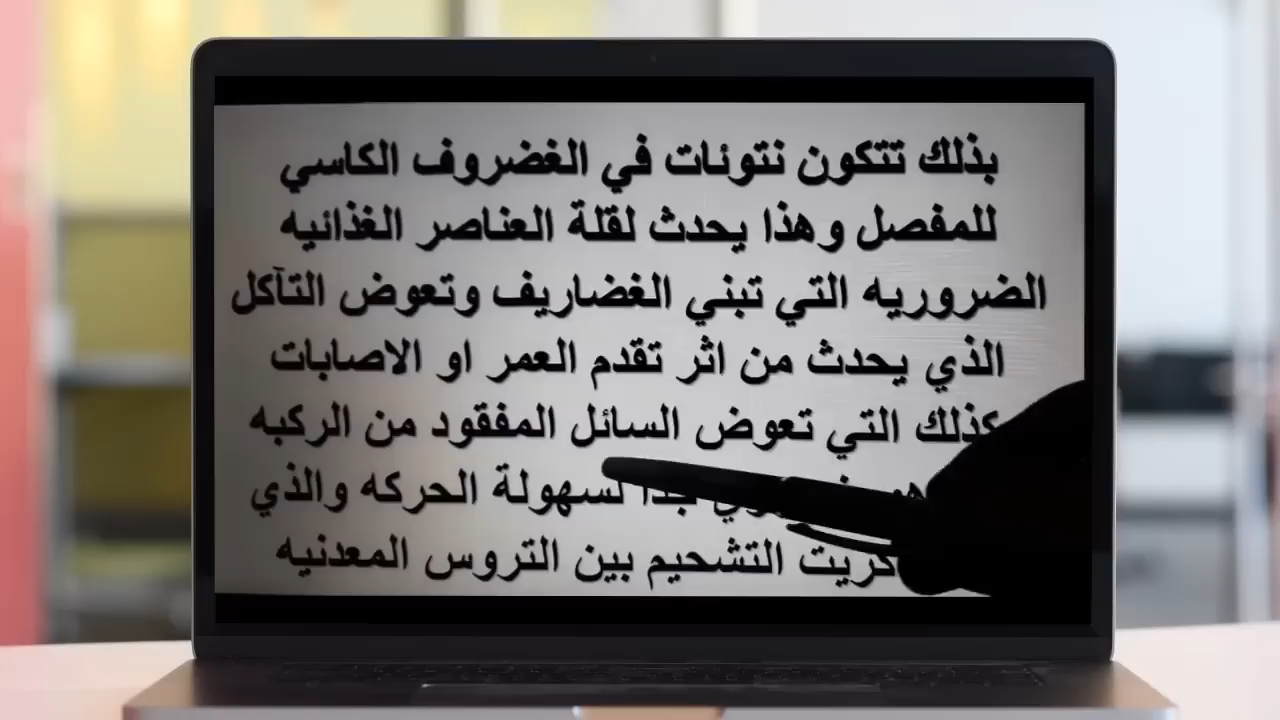 بذلك تتكون نتوئات في الغضروف الكاسي
للمفصل وهذا يحدث لقلة العناصر الغذائيه
الضروريه التي تبني الغضاريف وتعوض التآكل
الذي يحدث من اثر تقدم العمر او الاصابات
كذلك التي تعوض السائل المفقود من الركبه
جدا لسهولة الحركه والذي
كزيت التشحيم بين التروس المعدنيه